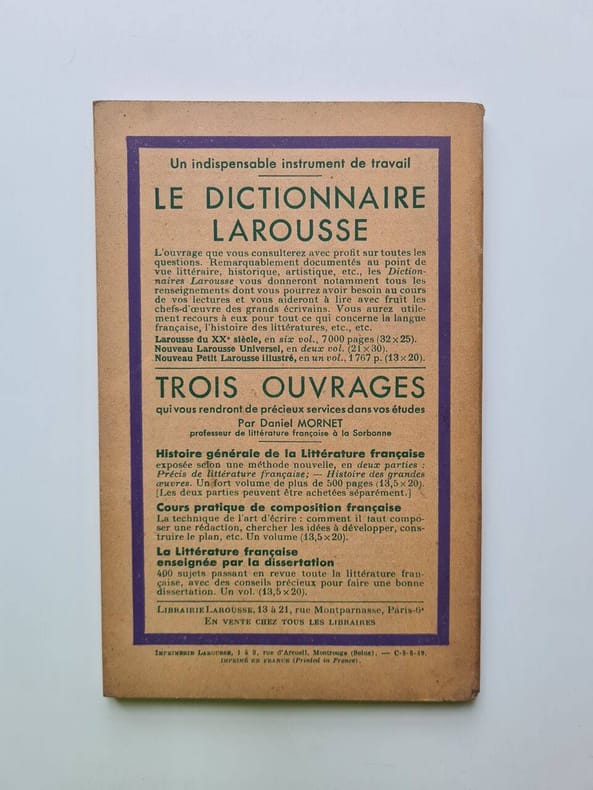 Un indispensable instrument de travail
LE DICTIONNAIRE
LAROUSSE
L'ouvrage que vous consulterez avec profit sur toutes les
questions. Remarquablement documentés au point de
vue littéraire, historique, artistique, etc., les Diction-
naires Larousse vous donneront notamment tous les
renseignements dont vous pourrez avoir besoin au cours
de vos lectures et vous aideront à lire avec fruit les
chefs-d'œuvre des grands écrivains. Vous aurez utile-
ment recours à eux pour tout ce qui concerne la langue
française, l'histoire des littératures, etc., etc.
Larousse du XXe siècle, en six vol., 7000 pages (32×25).
Nouveau Larousse Universel, en deux vol. (21×30).
Nouveau Petit Larousse illustré, en un vol., 1767 p. (13×20).
TROIS OUVRAGES
qui vous rendront de précieux services dans vos études
Par Daniel MORNET
professeur de littérature française à la Sorbonne
Histoire générale de la Littérature française
exposée selon une méthode nouvelle, en deux parties :
Précis de littérature française; — Histoire des grandes
œuvres. Un fort volume de plus de 500 pages (13,5×20).
[Les deux parties peuvent être achetées séparément.]
Cours pratique de composition française
La technique de l'art d'écrire : comment il faut compo-
ser une rédaction, chercher les idées à développer, cons-
truire le plan, etc. Un volume (13,5×20).
La Littérature française
enseignée par la dissertation
400 sujets passant en revue toute la littérature fran-
çaise, avec des conseils précieux pour faire une bonne
dissertation. Un vol. (13,5×20).
LIBRAIRIE LAROUSSE, 13 à 21, rue Montparnasse, Paris-6e
EN VENTE CHEZ TOUS LES LIBRAIRES
IMPRIMERIE LAROUSSE, 1 à 9, rue d'Arcueil, Montrouge (Seine). — C-8-8-49.
IMPRIMÉ EN FRANCE (Printed in France).